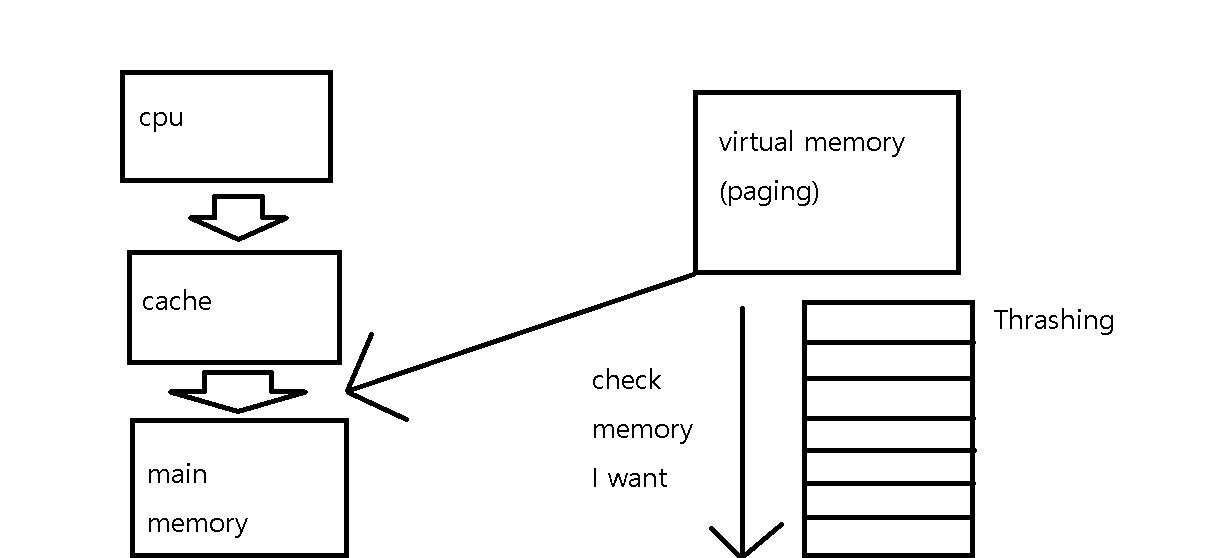 cpu
cache
main
memory
virtual memory
(paging)
check
memory
I want
Thrashing